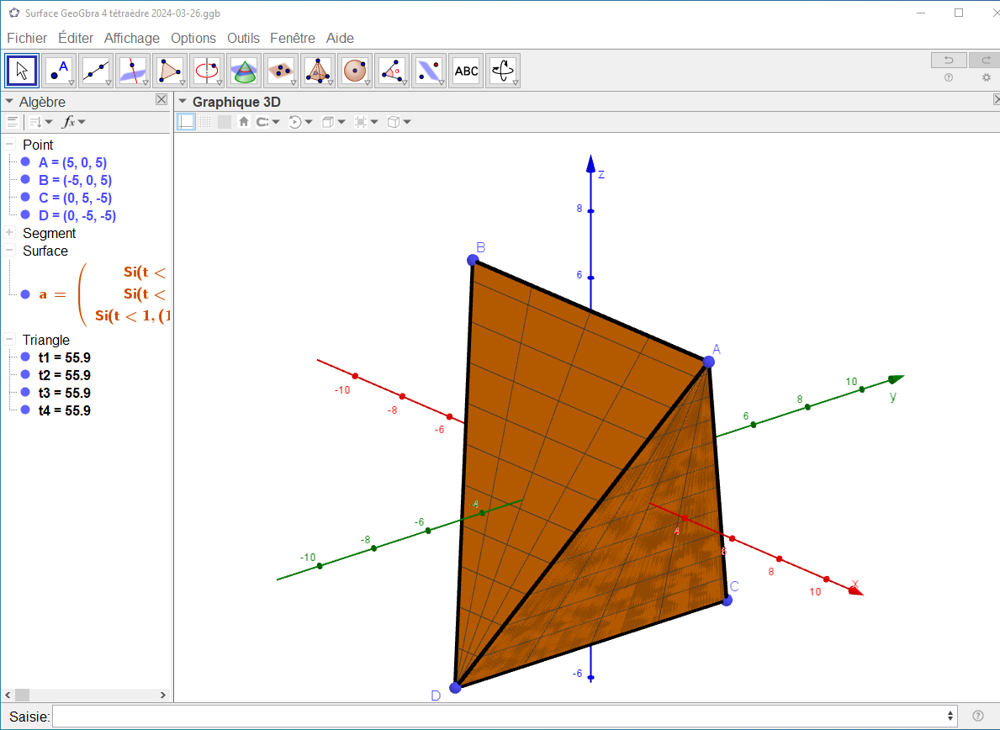 Surface GeoGbra 4 tétraèdre 2024-03-26.ggb
Fichier Éditer Affichage Options Outils Fenêtre Aide
A
ABC
Algèbre
Graphique 3D
fx
Point
A = (5, 0, 5)
B = (-5, 0, 5)
C = (0, 5, -5)
D = (0, -5, -5)
Segment
Surface
Si(t <
a = Si(t <
Si(t < 1, (1
Triangle
t1 = 55.9
t2 = 55.9
t3 = 55.9
t4 = 55.9
z
8
6
B
A
-10
-8
-6
10
8
6
y
4
-6
-8
-10
4
6
8
10
x
C
-6
D
Saisie: